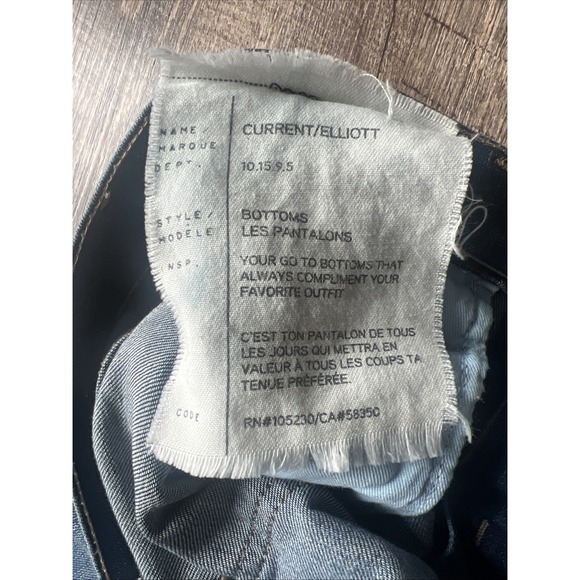 NAME/ CURRENT/ELLIOTT
MARQUE
DEPT. 10.15.9.5
STYLE/ BOTTOMS
MODÈLE LES PANTALONS
INSP. YOUR GO TO BOTTOMS THAT
ALWAYS COMPLIMENT YOUR
FAVORITE OUTFIT
C'EST TON PANTALON DE TOUS
LES JOURS QUI METTRA EN
VALEUR À TOUS LES COUPS TA
TENUE PRÉFÉRÉE.
CODE RN#105230/CA#58350